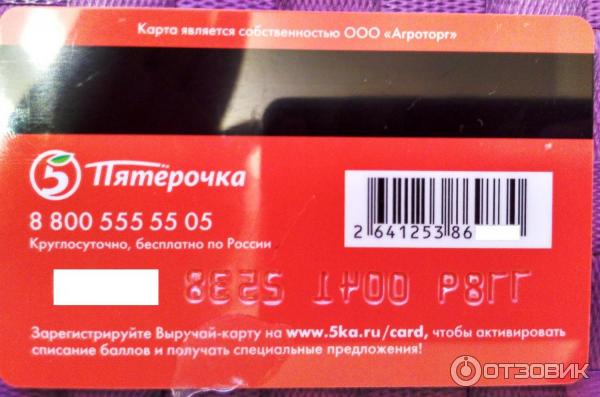 Карта является собственностью ООО «Агроторг»
5 Пятёрочка
8 800 555 55 05
Круглосуточно, бесплатно по России
2 641253 86
Зарегистрируйте Выручай-карту на www.5ka.ru/card, чтобы активировать
списание баллов и получать специальные предложения!
ОТЗОВИК